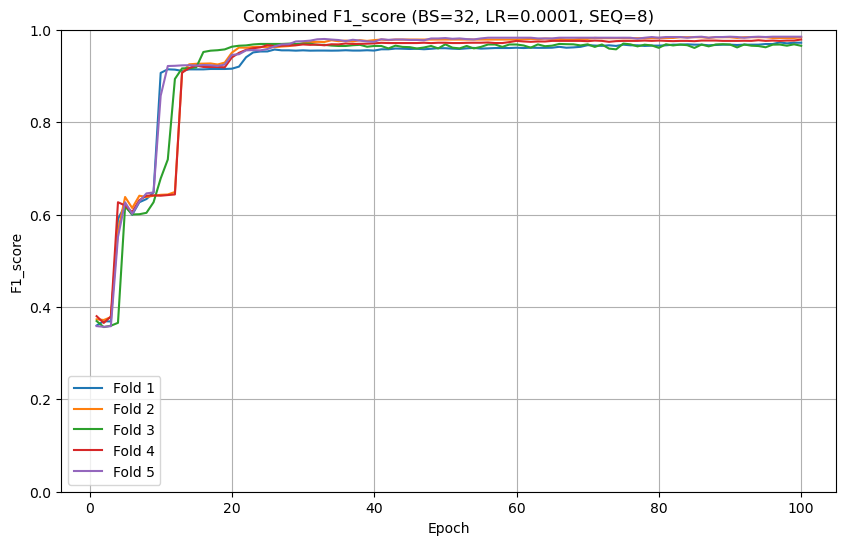 Combined F1_score (BS=32, LR=0.0001, SEQ=8)
F1_score
1.0
0.8
0.6
0.4
0.2
0.0
Fold 1
Fold 2
Fold 3
Fold 4
Fold 5
0 20 40 60 80 100
Epoch